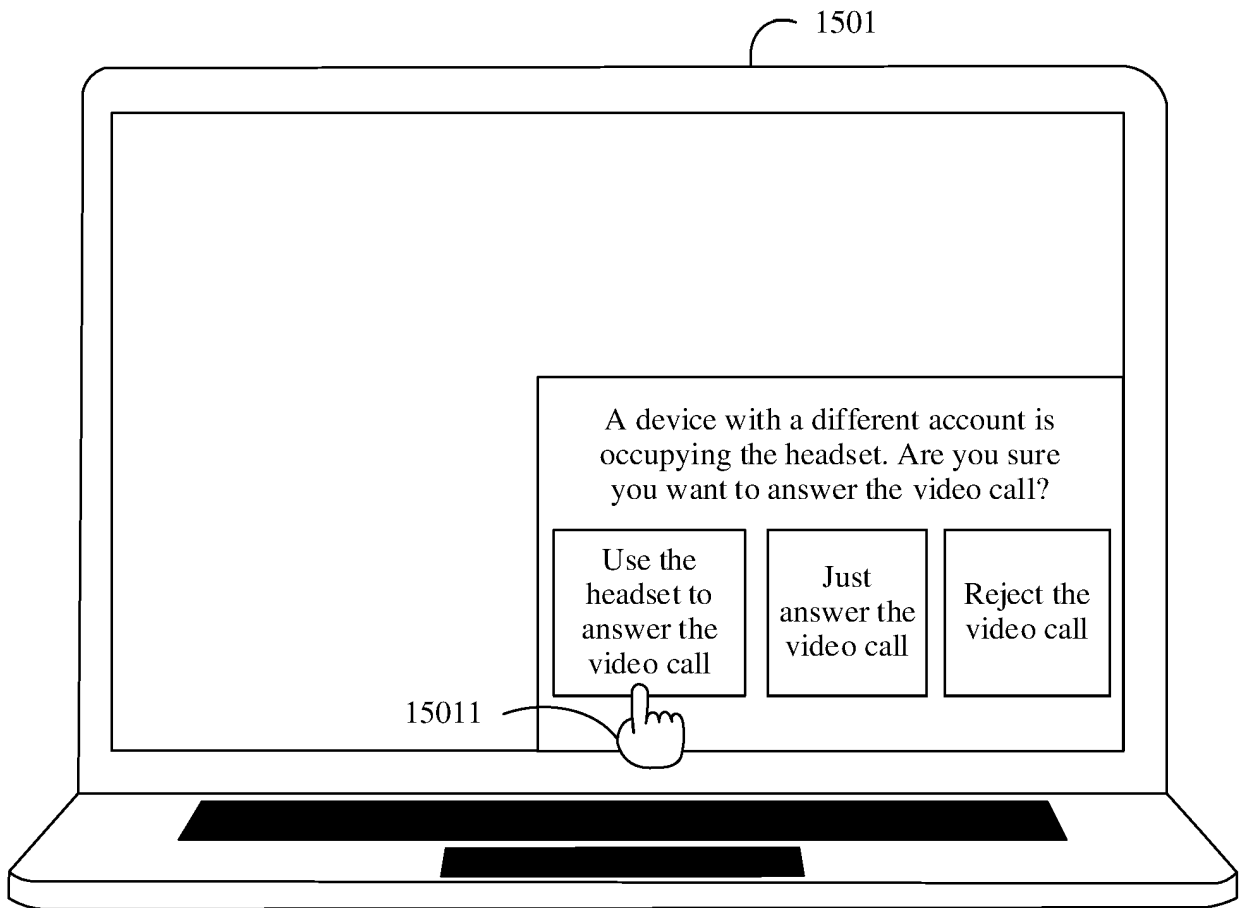 1501
A device with a different account is
occupying the headset. Are you sure
you want to answer the video call?
Use the
headset to
answer the
video call
Just
answer the
video call
Reject the
video call
15011